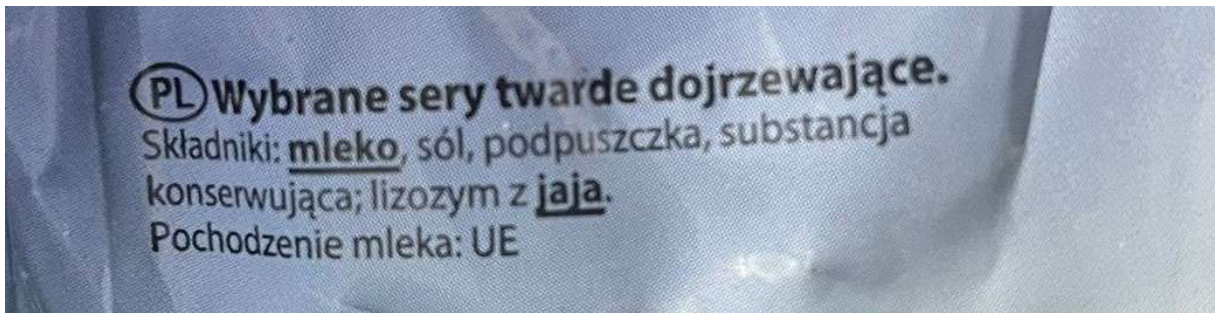 PL Wybrane sery twarde dojrzewające.
Składniki: mleko, sól, podpuszczka, substancja
konserwująca; lizozym z jaja.
Pochodzenie mleka: UE